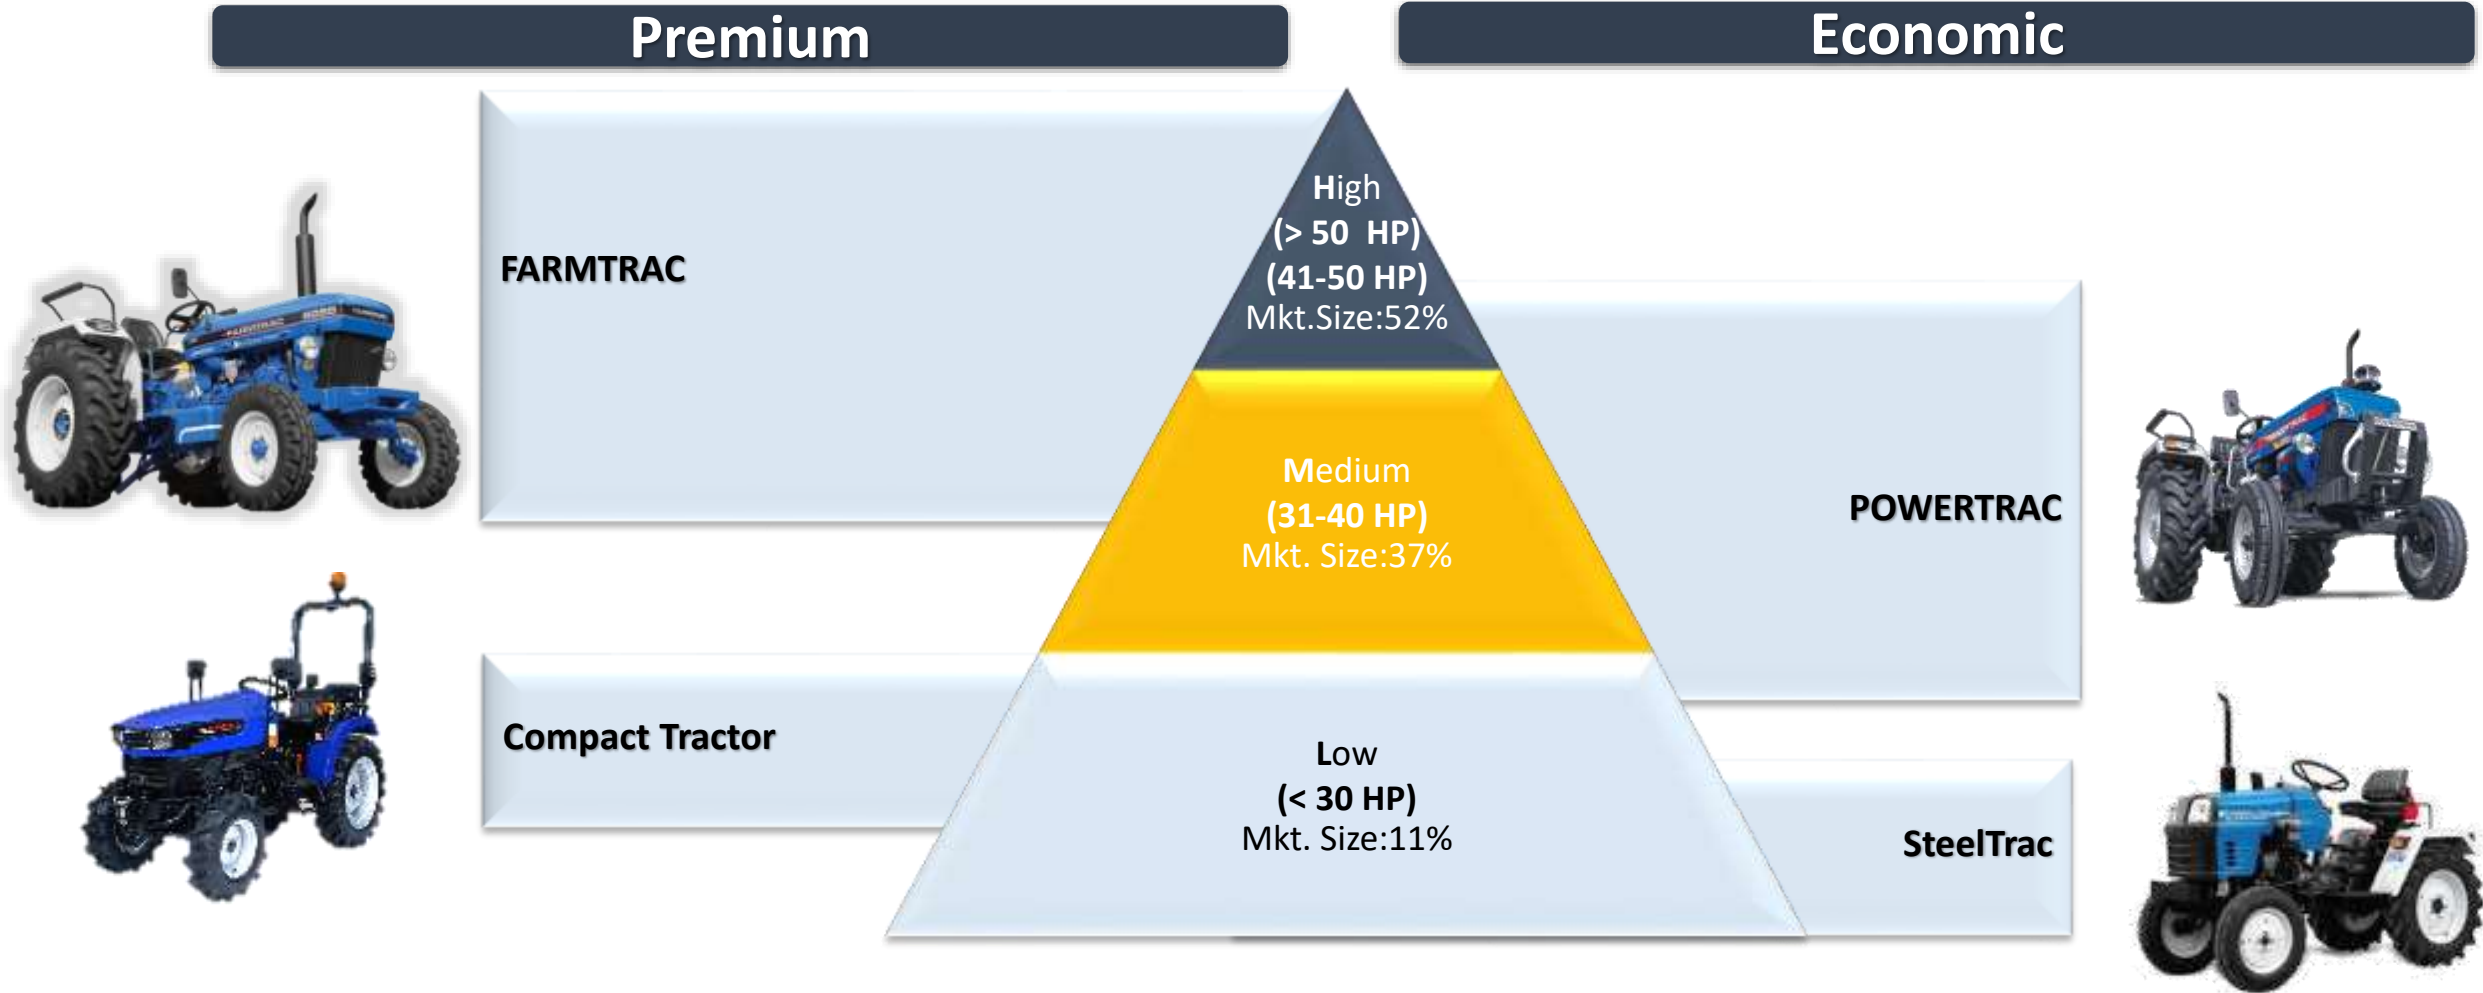 Premium
Economic
High
(> 50  HP)
(41-50 HP)
Mkt.Size:52%
FARMTRAC
FARMTRAC
Medium
(31-40 HP)
Mkt. Size:37%
POWERTRAC
Compact Tractor
Low
(< 30 HP)
Mkt. Size:11%
SteelTrac